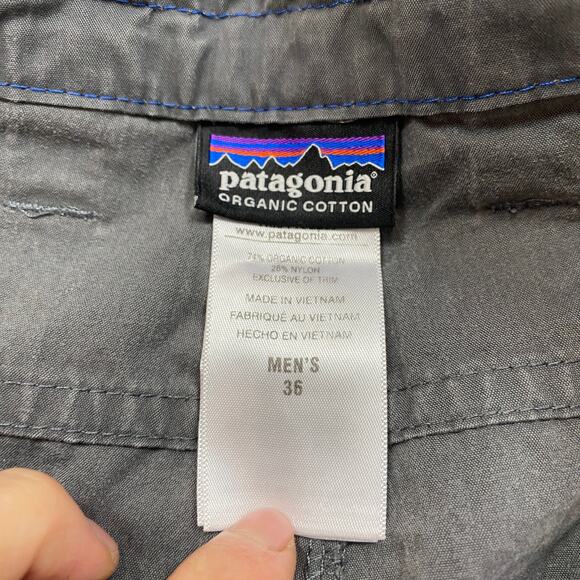 patagonia®
ORGANIC COTTON
www.patagonia.com
74% ORGANIC COTTON
26% NYLON
EXCLUSIVE OF TRIM
MADE IN VIETNAM
FABRIQUÉ AU VIETNAM
HECHO EN VIETNAM
MEN'S
36